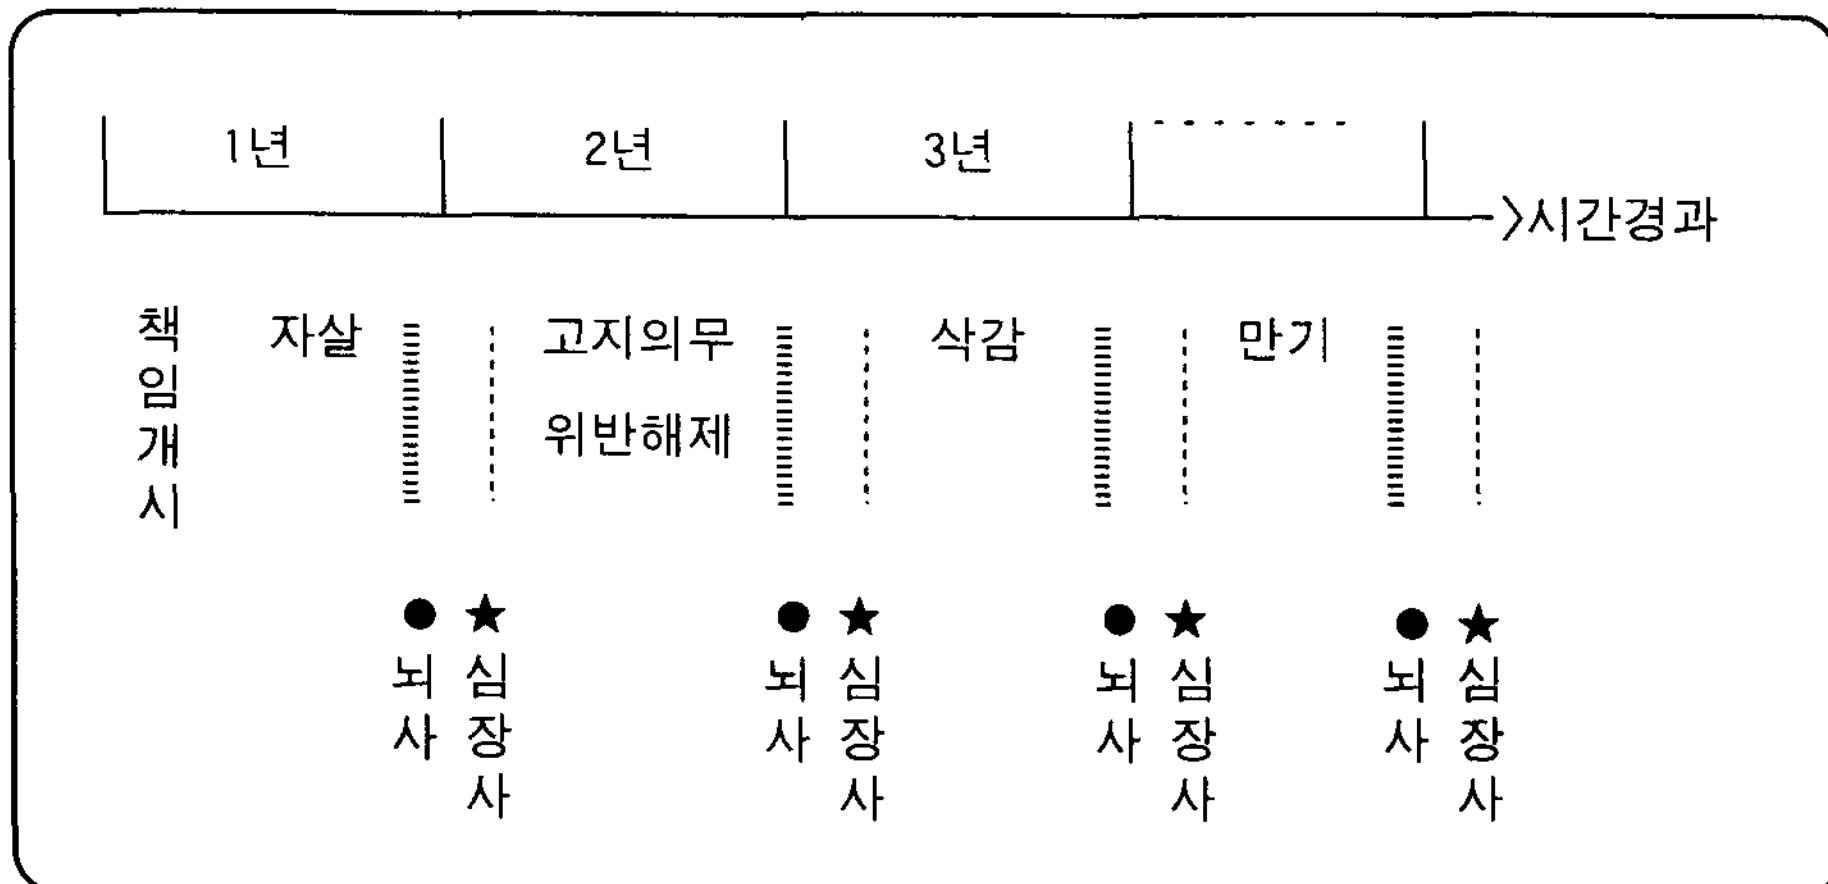 1년 2년 3년
>시간경과
책임개시
자살
고지의무
위반해제
삭감
만기
● ★ ● ★ ● ★ ● ★
뇌사 심장사 뇌사 심장사 뇌사 심장사 뇌사 심장사